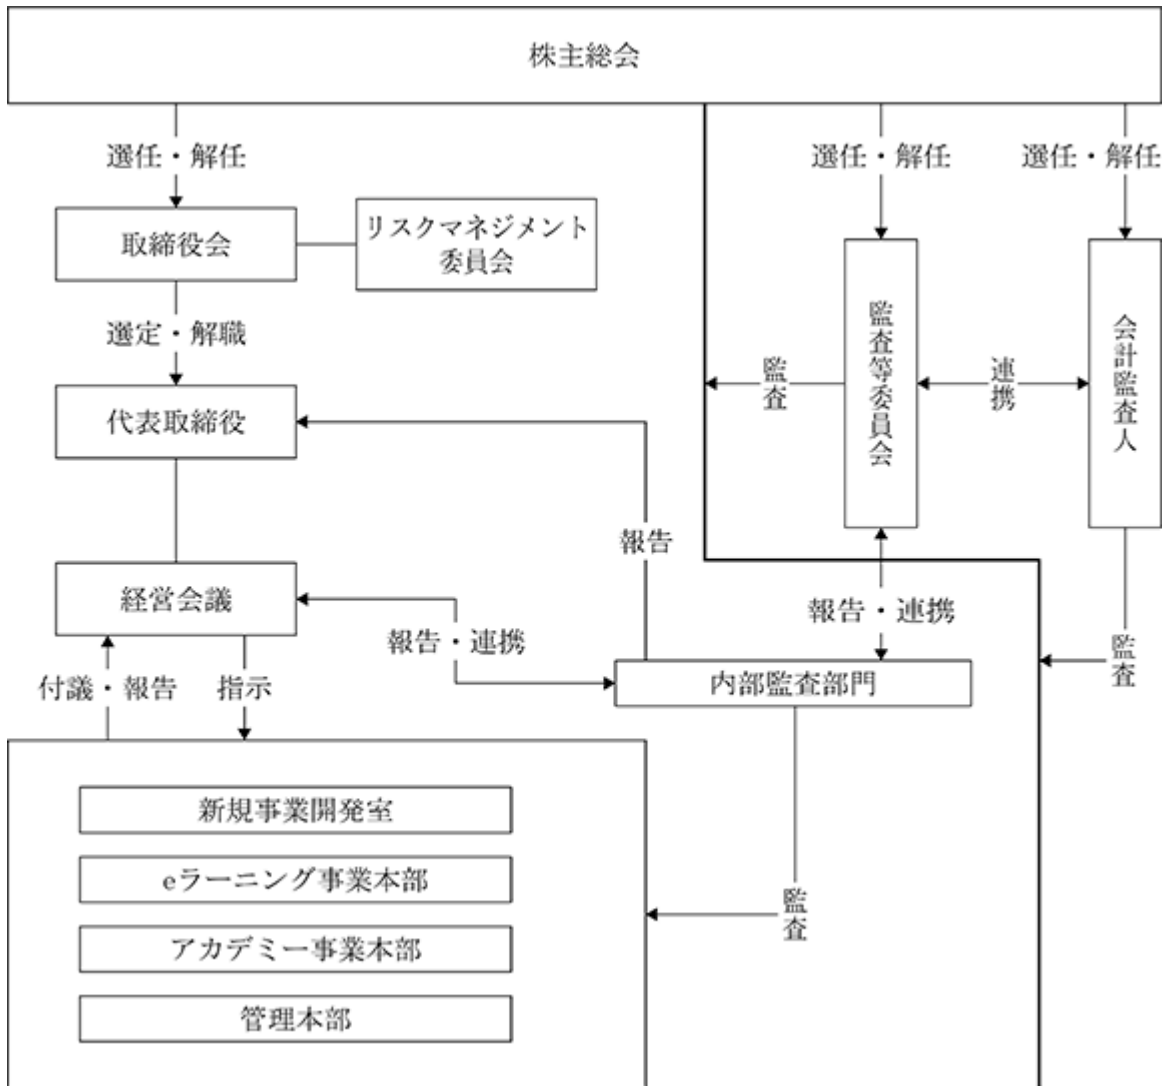 株主総会
選任・解任
選任・解任
選任・解任
取締役会
リスクマネジメント
委員会
選定・解職
監査等委員会
会計監査人
監査
連携
代表取締役
報告
経営会議
報告・連携
報告・連携
監査
付議・報告
指示
内部監査部門
新規事業開発室
eラーニング事業本部
監査
アカデミー事業本部
管理本部